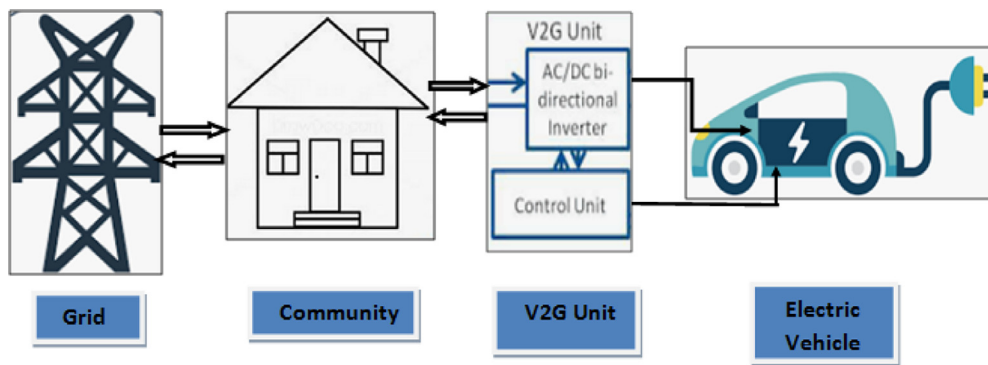 V2G Unit
AC/DC bi-
directional
Inverter
Control Unit
Grid
Community
V2G Unit
Electric
Vehicle